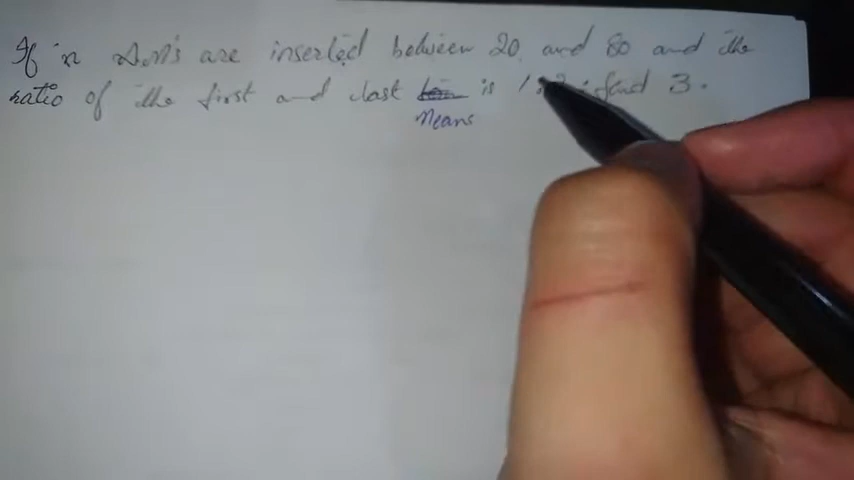 If n A.M's are inserted between 20 and 80 and the
ratio of the first and last is 1:3, find 3.
Means